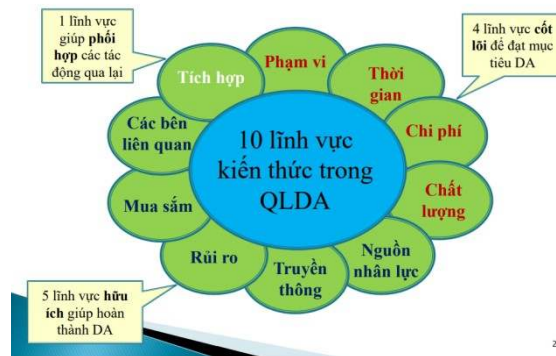 1 lĩnh vực
giúp phối
hợp các tác
động qua lại
4 lĩnh vực cốt
lõi để đạt mục
tiêu DA
Tích hợp
Phạm vi
Thời
gian
Chi phí
Chất
lượng
Nguồn
nhân lực
Truyền
thông
Rủi ro
Mua sắm
Các bên
liên quan
10 lĩnh vực
kiến thức trong
QLDA
5 lĩnh vực hữu
ích giúp hoàn
thành DA
2